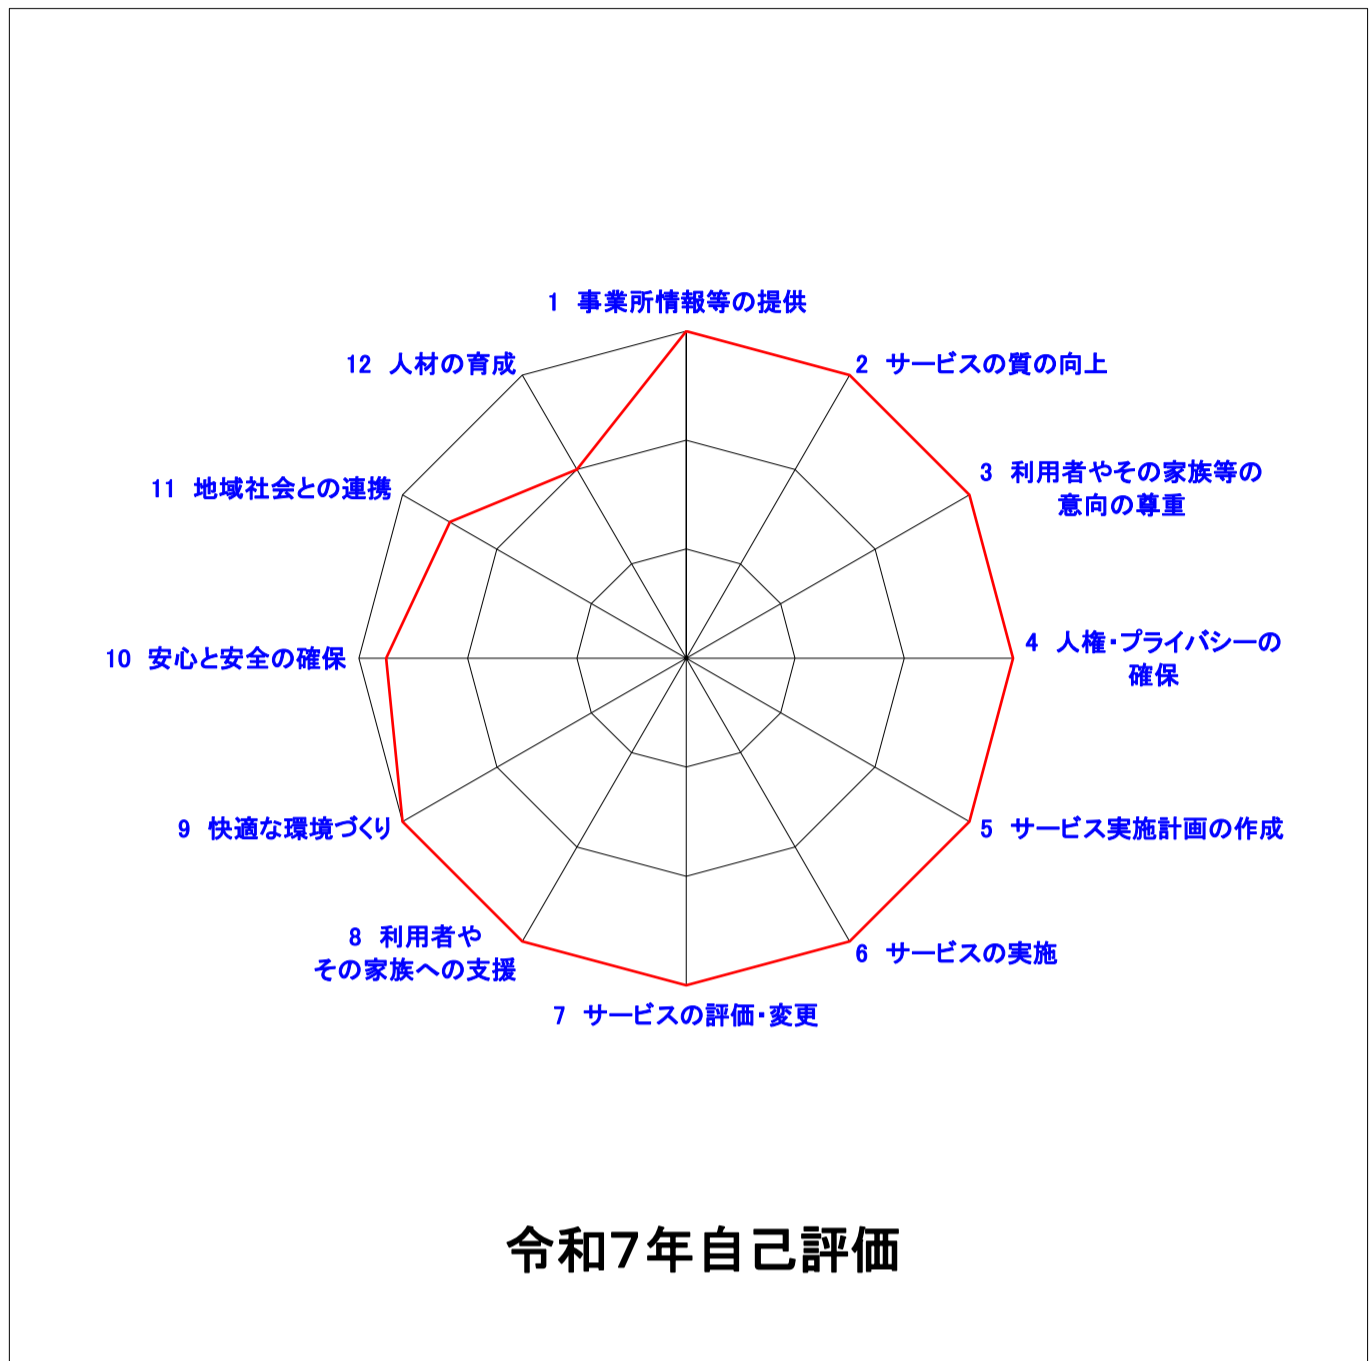 1 事業所情報等の提供
2 サービスの質の向上
3 利用者やその家族等の
意向の尊重
4 人権・プライバシーの
確保
5 サービス実施計画の作成
6 サービスの実施
7 サービスの評価・変更
8 利用者や
その家族への支援
9 快適な環境づくり
10 安心と安全の確保
11 地域社会との連携
12 人材の育成
令和7年自己評価